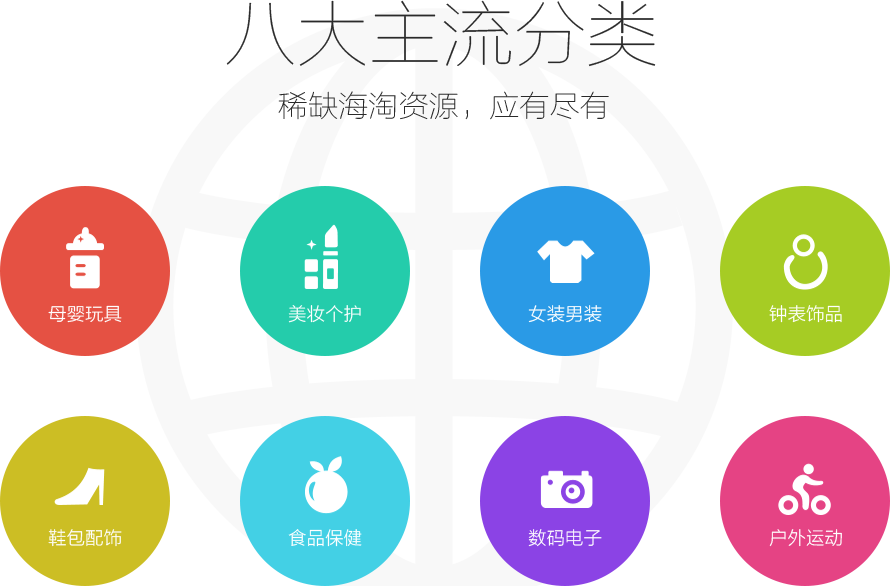 八大主流分类
稀缺海淘资源，应有尽有
母婴玩具
美妆个护
女装男装
钟表饰品
鞋包配饰
食品保健
数码电子
户外运动